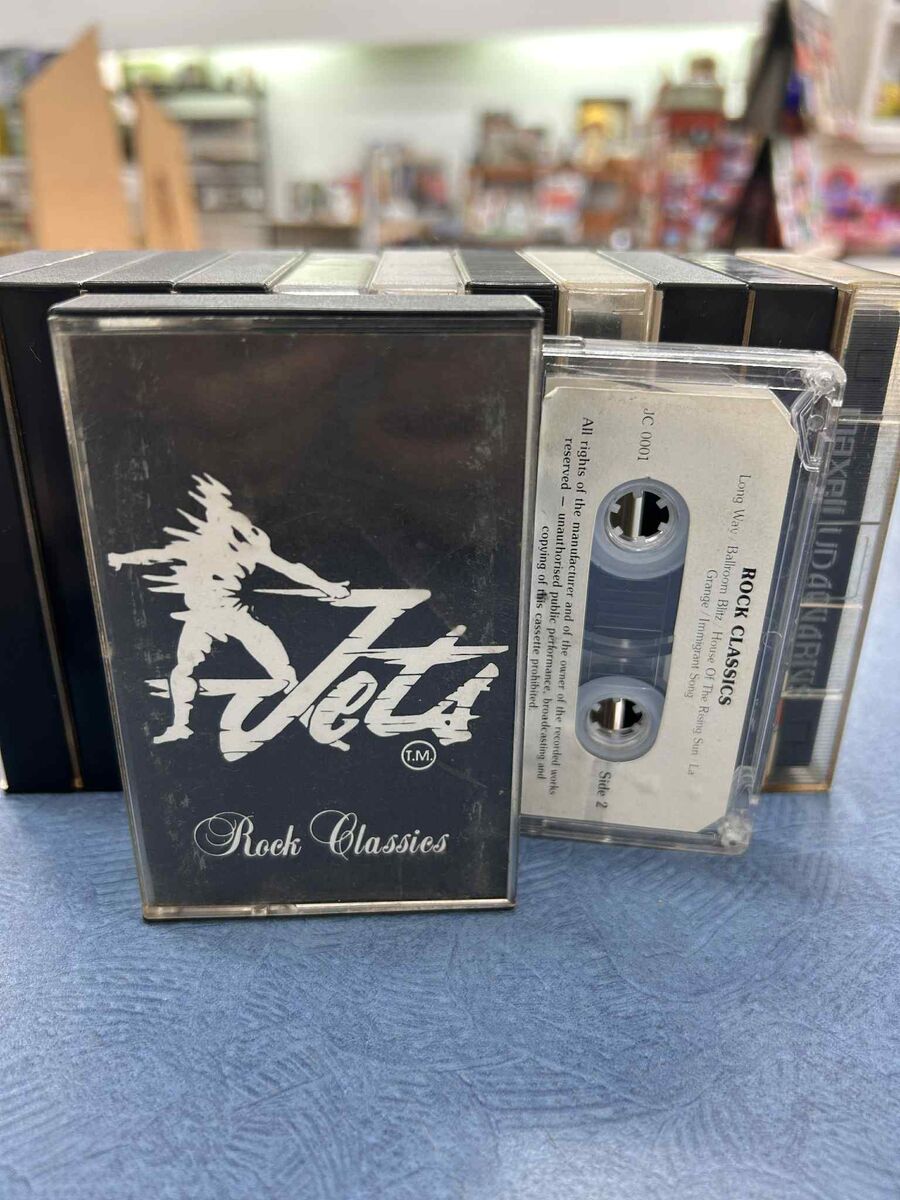 Jets
T.M.
Rock Classics
JC 0001
ROCK CLASSICS
Long Way / Ballroom Blitz / House Of The Rising Sun / La
Grange / Immigrant Song
Side 2
All rights of the manufacturer and of the owner of the recorded works
reserved — unauthorised public performance, broadcasting and
copying of this cassette prohibited.
maxell